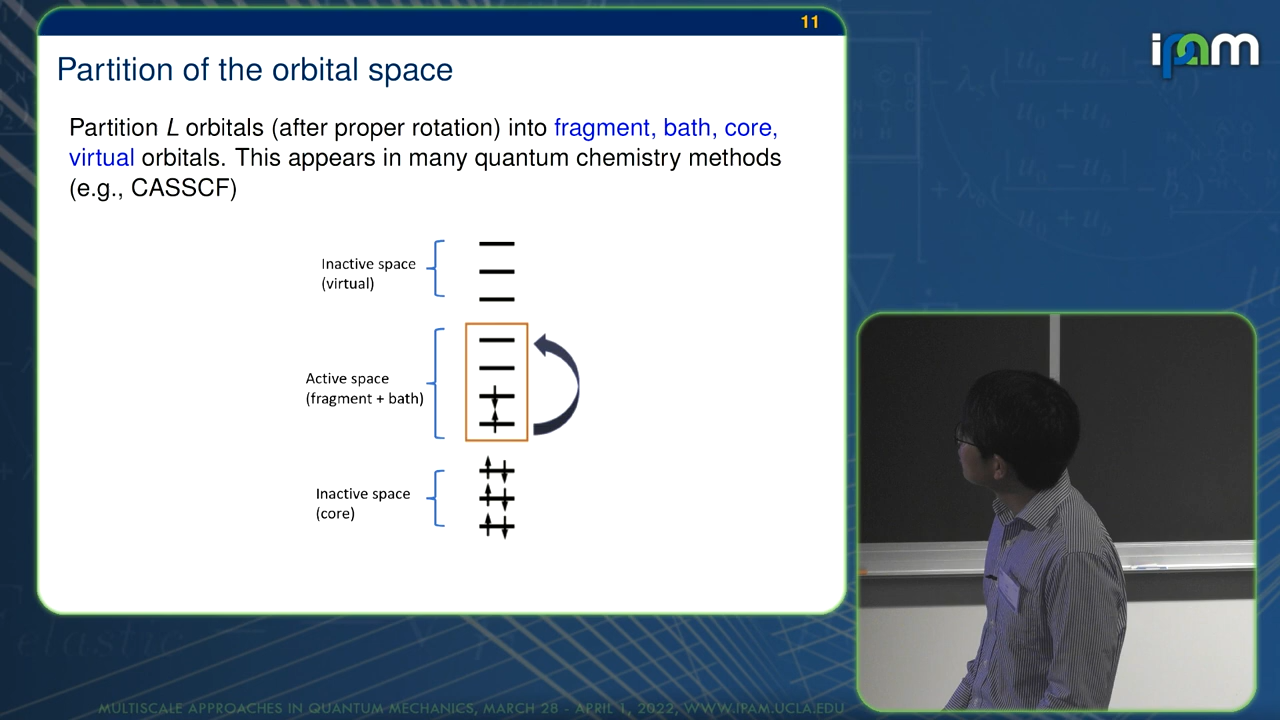 11
ipam
Partition of the orbital space
Partition L orbitals (after proper rotation) into fragment, bath, core,
virtual orbitals. This appears in many quantum chemistry methods
(e.g., CASSCF)
Inactive space
(virtual)
Active space
(fragment + bath)
Inactive space
(core)
MULTISCALE APPROACHES IN QUANTUM MECHANICS, MARCH 28 - APRIL 1, 2022, WWW.IPAM.UCLA.EDU
elastic